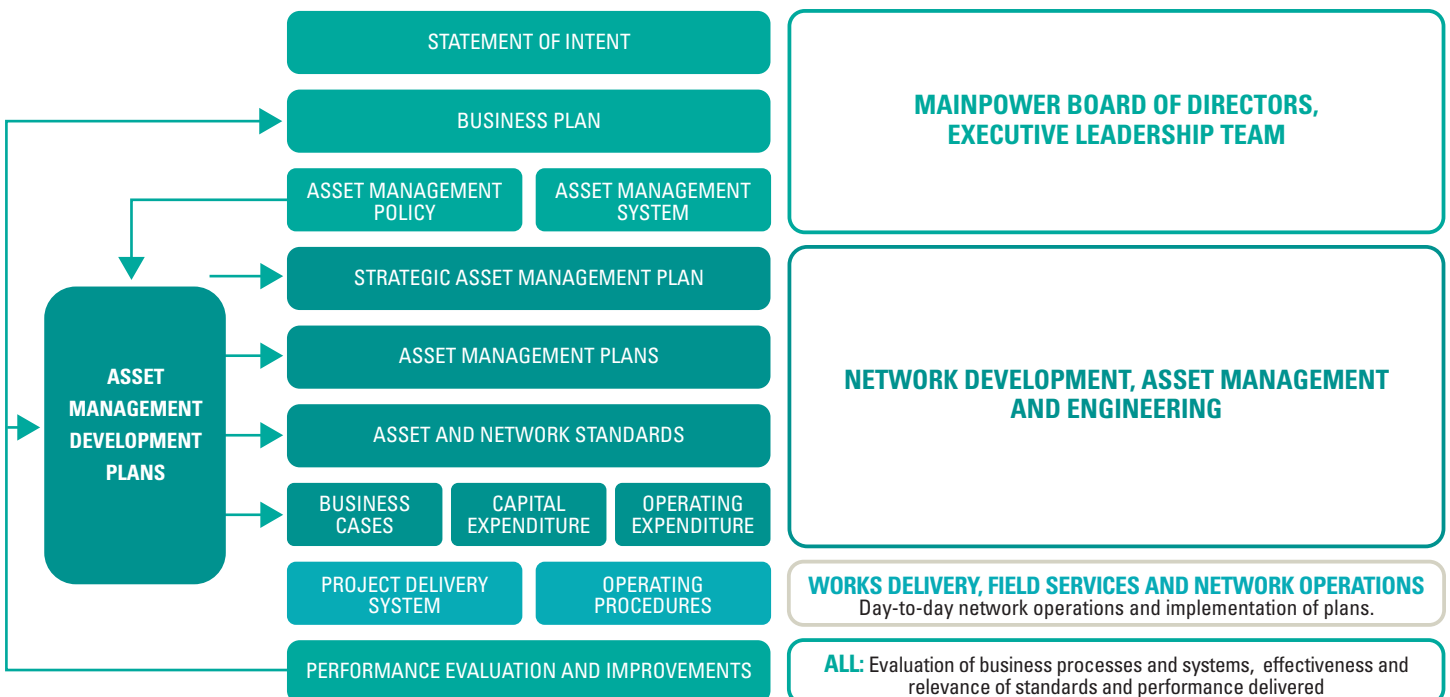 STATEMENT OF INTENT
MAINPOWER BOARD OF DIRECTORS,
EXECUTIVE LEADERSHIP TEAM
BUSINESS PLAN
ASSET MANAGEMENT
POLICY
ASSET MANAGEMENT
SYSTEM
STRATEGIC ASSET MANAGEMENT PLAN
ASSET
MANAGEMENT
DEVELOPMENT
PLANS
ASSET MANAGEMENT PLANS
NETWORK DEVELOPMENT, ASSET MANAGEMENT
AND ENGINEERING
ASSET AND NETWORK STANDARDS
BUSINESS
CASES
CAPITAL
EXPENDITURE
OPERATING
EXPENDITURE
PROJECT DELIVERY
SYSTEM
OPERATING
PROCEDURES
WORKS DELIVERY, FIELD SERVICES AND NETWORK OPERATIONS
Day-to-day network operations and implementation of plans.
PERFORMANCE EVALUATION AND IMPROVEMENTS
ALL: Evaluation of business processes and systems, effectiveness and
relevance of standards and performance delivered